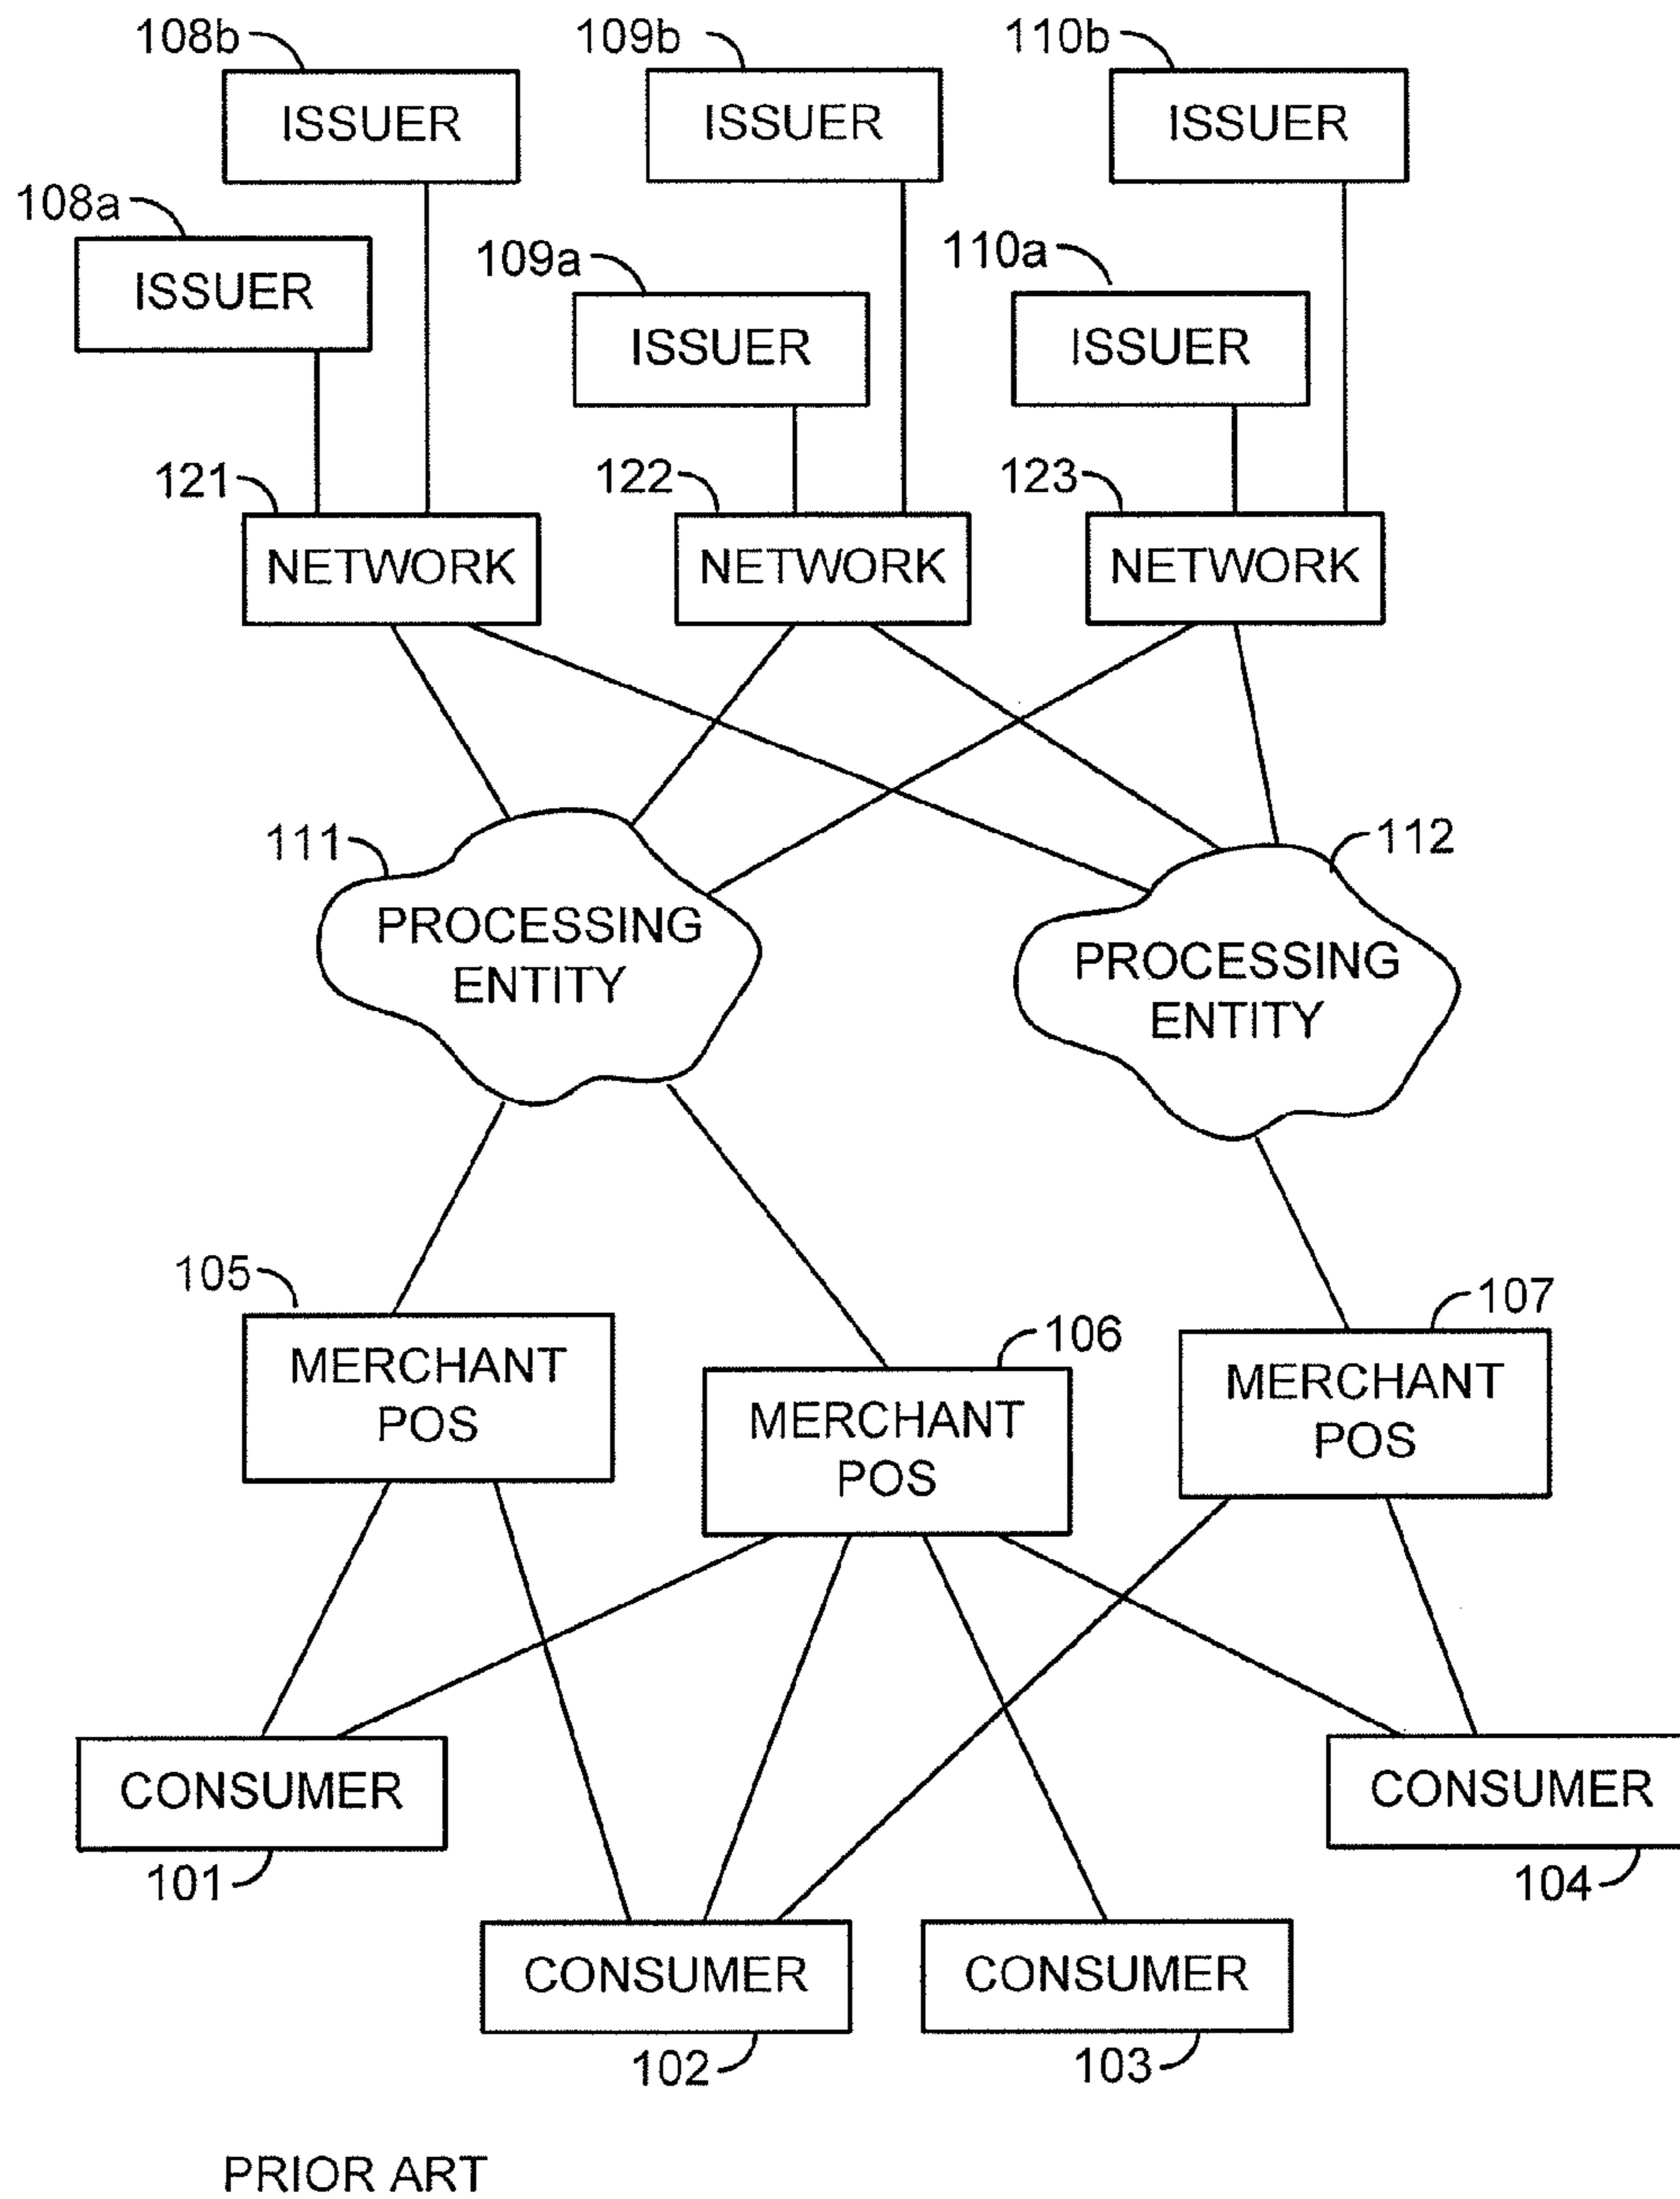 108b
109b
110b
ISSUER
ISSUER
ISSUER
108a
109a
110a
ISSUER
ISSUER
ISSUER
121
122
123
NETWORK
NETWORK
NETWORK
111
112
PROCESSING
ENTITY
PROCESSING
ENTITY
105
106
107
MERCHANT
POS
MERCHANT
POS
MERCHANT
POS
CONSUMER
CONSUMER
101
104
CONSUMER
CONSUMER
102
103
PRIOR ART